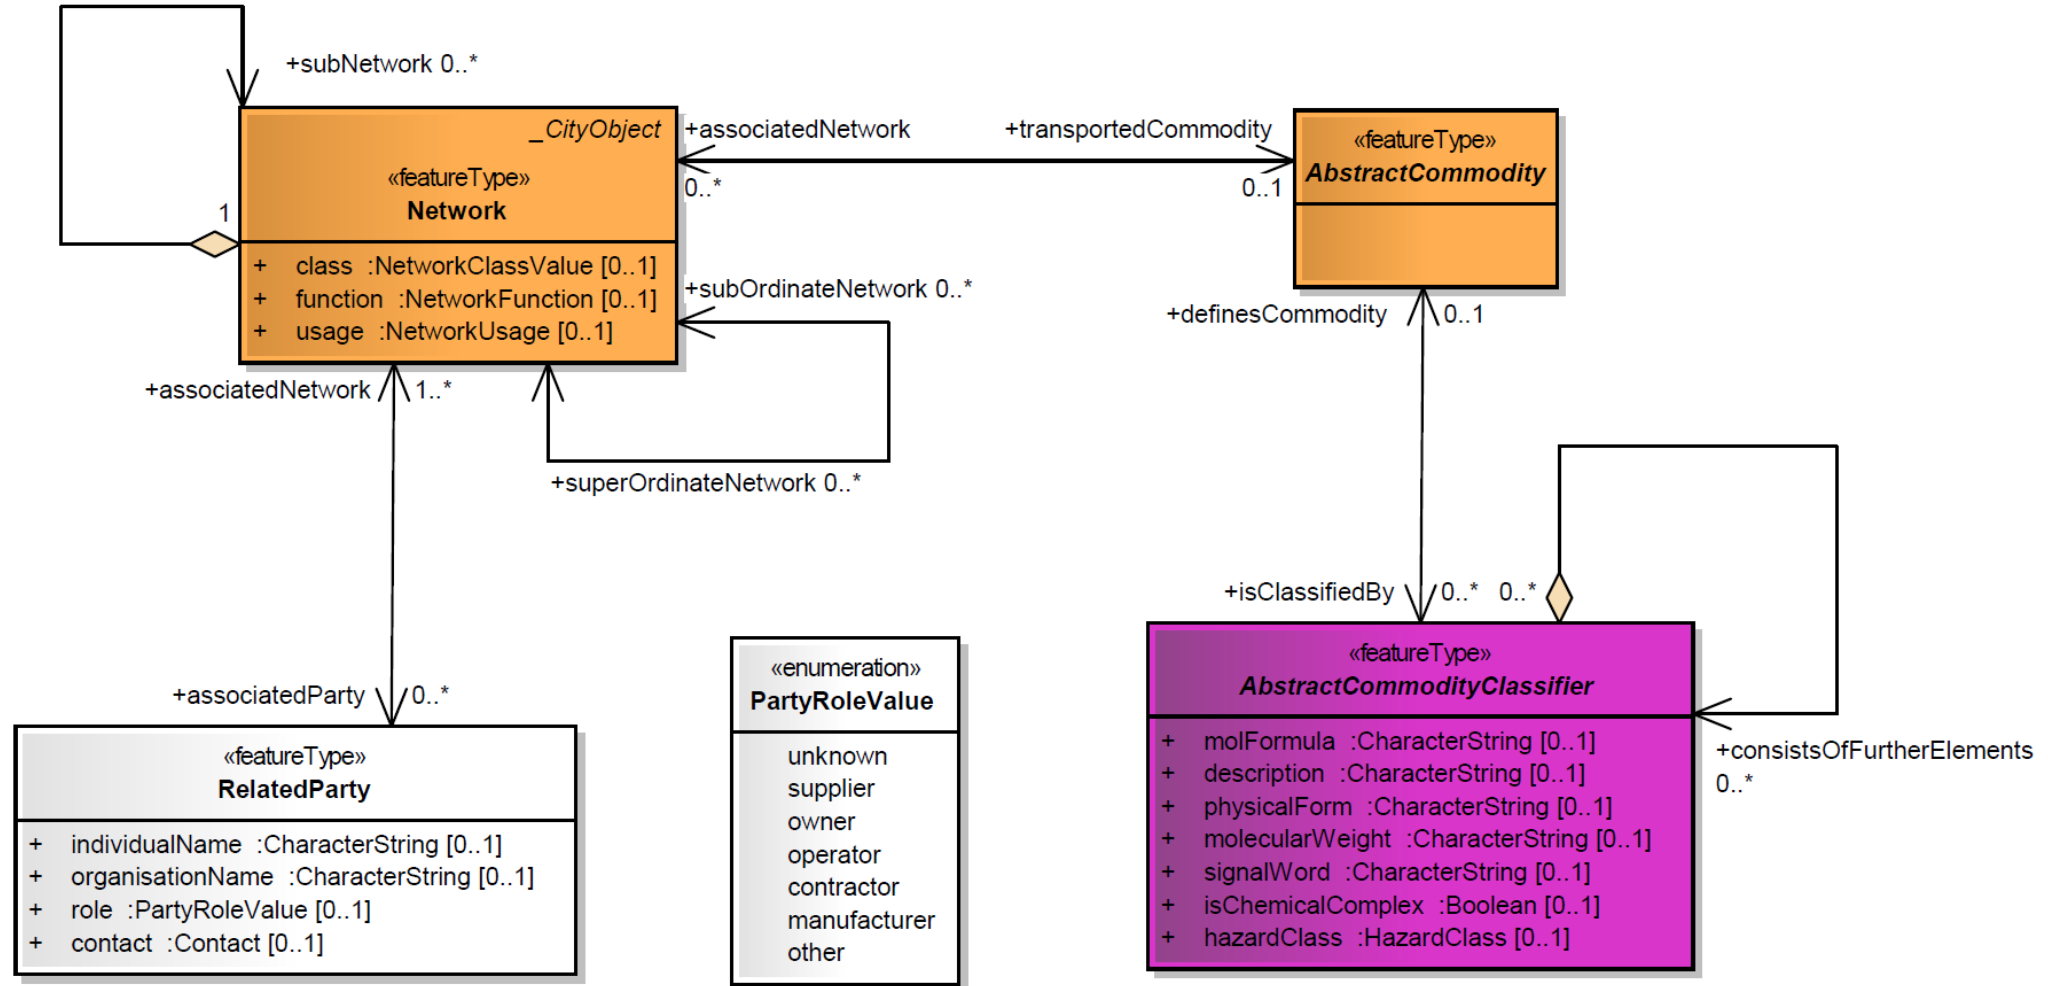 +subNetwork 0..*
_CityObject
«featureType»
Network
1
+ class :NetworkClassValue [0..1]
+ function :NetworkFunction [0..1]
+ usage :NetworkUsage [0..1]
+associatedNetwork
0..*
+transportedCommodity
0..1
«featureType»
AbstractCommodity
+subOrdinateNetwork 0..*
+superOrdinateNetwork 0..*
+definesCommodity 0..1
+associatedNetwork 1..*
+associatedParty 0..*
+isClassifiedBy 0..* 0..*
«featureType»
RelatedParty
+ individualName :CharacterString [0..1]
+ organisationName :CharacterString [0..1]
+ role :PartyRoleValue [0..1]
+ contact :Contact [0..1]
«enumeration»
PartyRoleValue
unknown
supplier
owner
operator
contractor
manufacturer
other
«featureType»
AbstractCommodityClassifier
+ molFormula :CharacterString [0..1]
+ description :CharacterString [0..1]
+ physicalForm :CharacterString [0..1]
+ molecularWeight :CharacterString [0..1]
+ signalWord :CharacterString [0..1]
+ isChemicalComplex :Boolean [0..1]
+ hazardClass :HazardClass [0..1]
+consistsOfFurtherElements
0..*